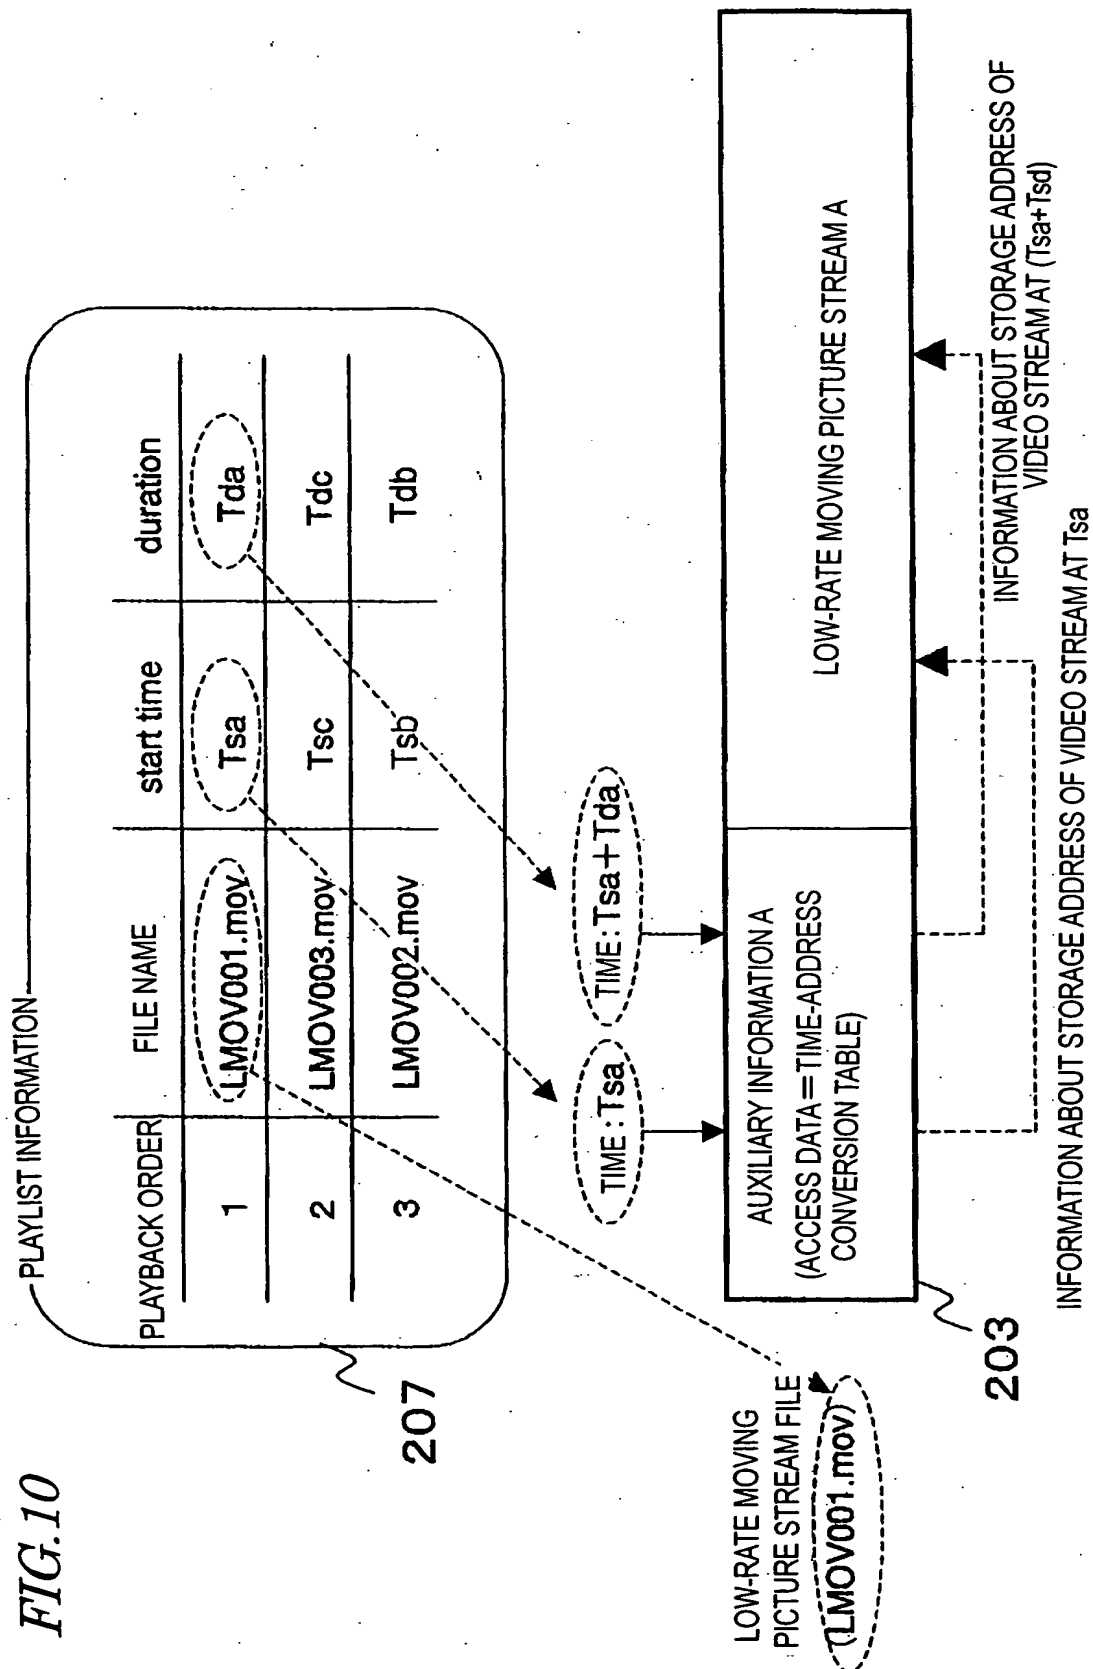 FIG.10
PLAYLIST INFORMATION
PLAYBACK ORDER FILE NAME start time duration
1 LMOV001.mov Tsa Tda
2 LMOV003.mov Tsc Tdc
3 LMOV002.mov Tsb Tdb
207
TIME:Tsa
TIME:Tsa+Tda
LOW-RATE MOVING
PICTURE STREAM FILE
(LMOV001.mov)
AUXILIARY INFORMATION A
(ACCESS DATA=TIME-ADDRESS
CONVERSION TABLE)
LOW-RATE MOVING PICTURE STREAM A
203
INFORMATION ABOUT STORAGE ADDRESS OF
VIDEO STREAM AT (Tsa+Tsd)
INFORMATION ABOUT STORAGE ADDRESS OF VIDEO STREAM AT Tsa